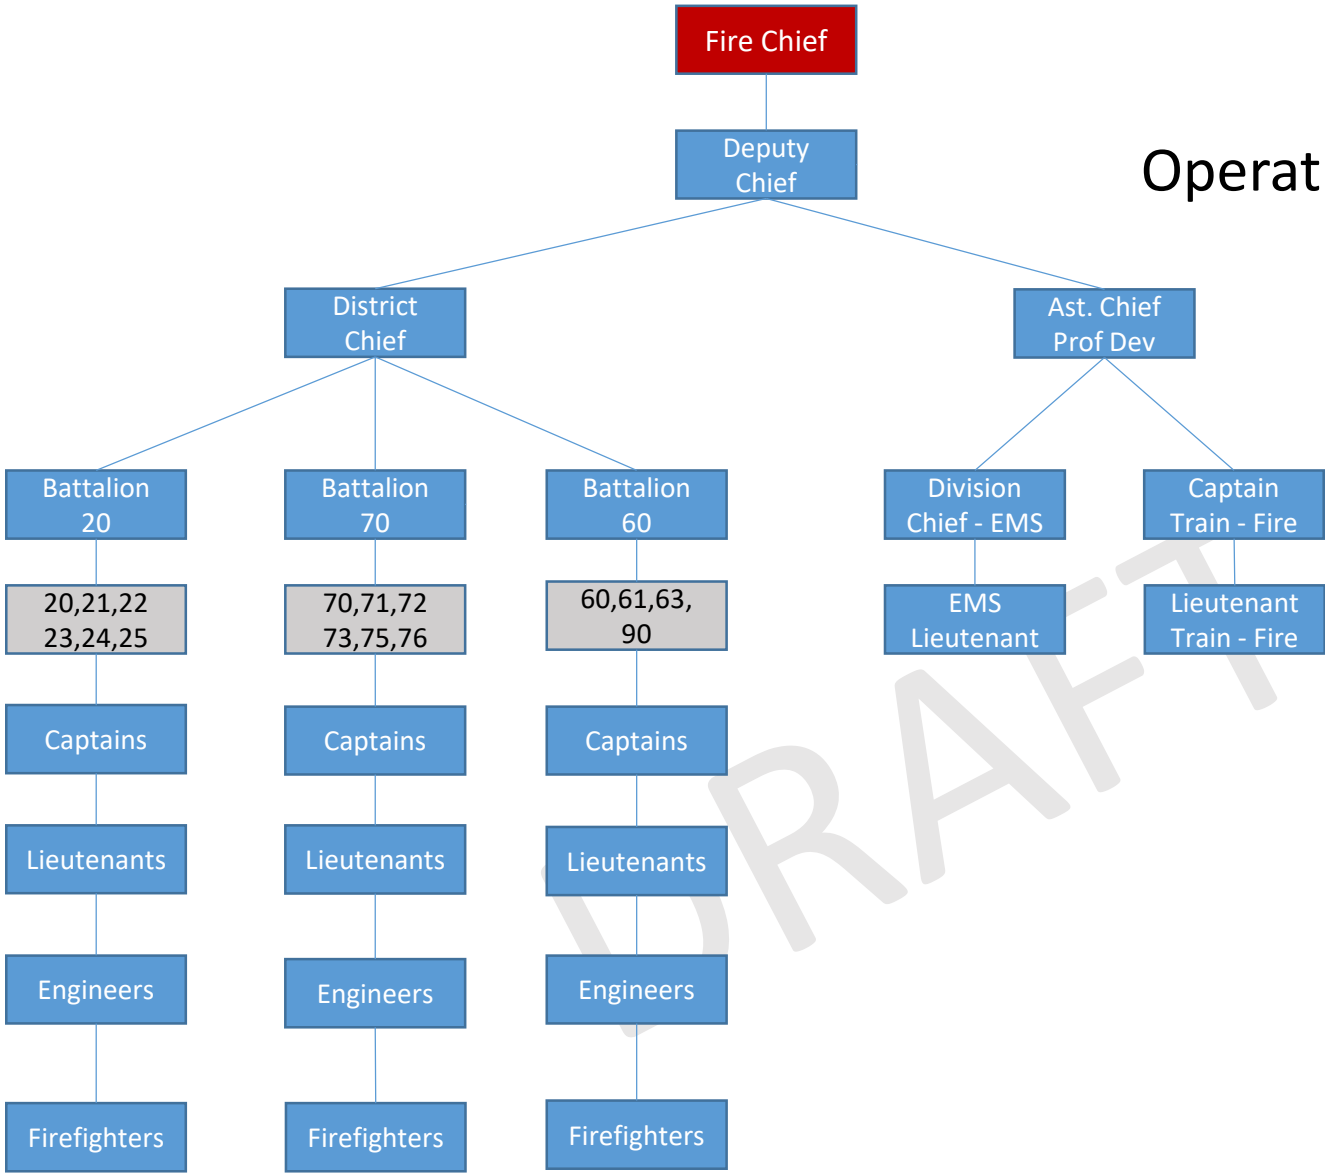 Fire Chief
Deputy
Chief
Operat
District
Chief
Ast. Chief
Prof Dev
Battalion
20
Battalion
70
Battalion
60
Division
Chief - EMS
Captain
Train - Fire
20,21,22
23,24,25
70,71,72
73,75,76
60,61,63,
90
EMS
Lieutenant
Lieutenant
Train - Fire
Captains
Captains
Captains
Lieutenants
Lieutenants
Lieutenants
Engineers
Engineers
Engineers
Firefighters
Firefighters
Firefighters
DRAFT